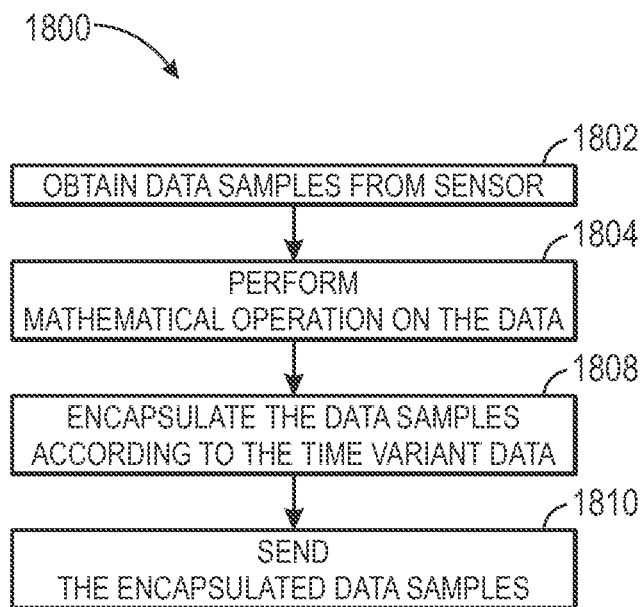 1800
1802
OBTAIN DATA SAMPLES FROM SENSOR
1804
PERFORM
MATHEMATICAL OPERATION ON THE DATA
1808
ENCAPSULATE THE DATA SAMPLES
ACCORDING TO THE TIME VARIANT DATA
1810
SEND
THE ENCAPSULATED DATA SAMPLES